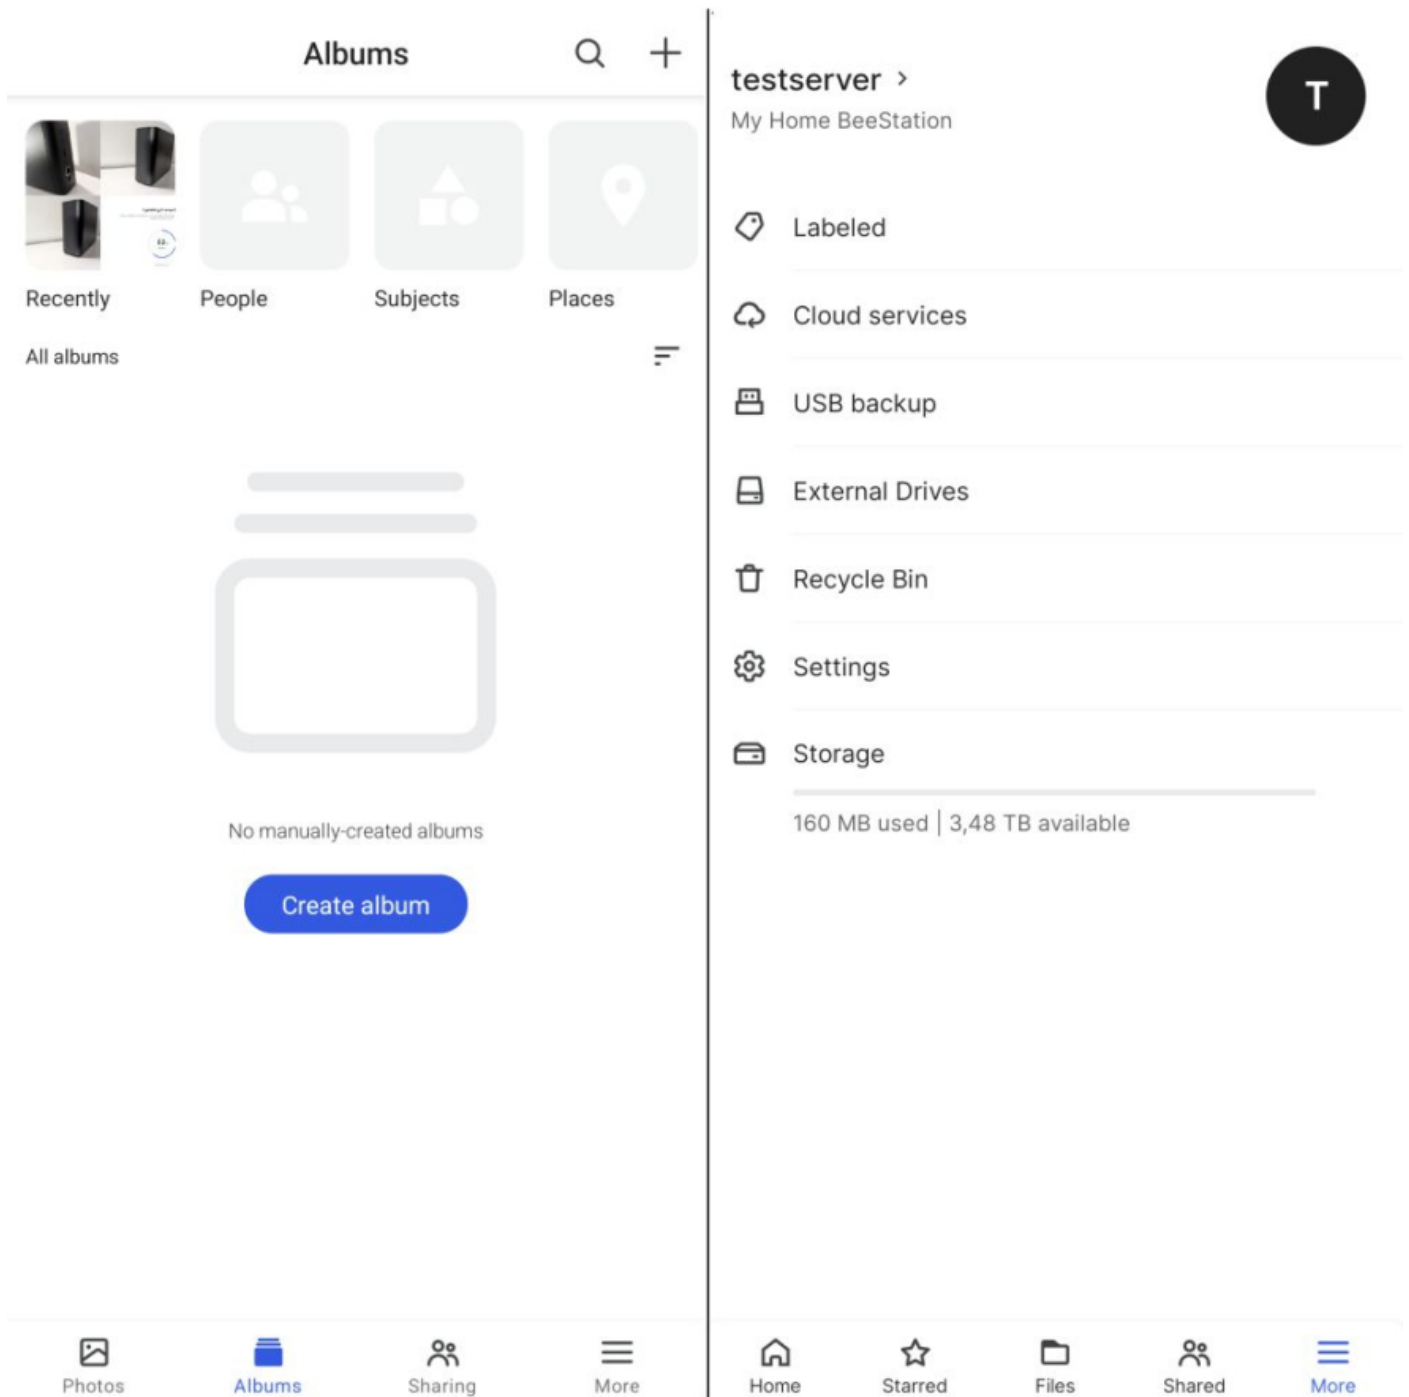 Albums
Recently
People
Subjects
Places
All albums
No manually-created albums
Create album
Photos
Albums
Sharing
More
testserver
T
My Home BeeStation
Labeled
Cloud services
USB backup
External Drives
Recycle Bin
Settings
Storage
160 MB used | 3,48 TB available
Home
Starred
Files
Shared
More